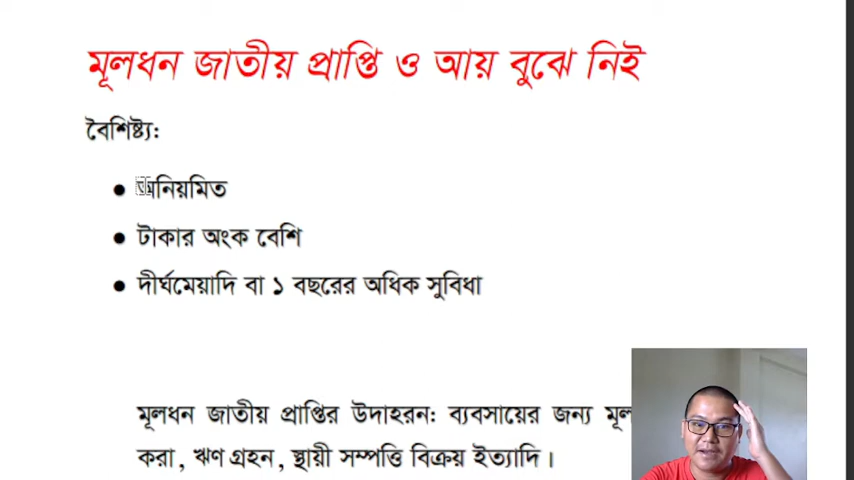 মূলধন জাতীয় প্রাপ্তি ও আয় বুঝে নিই
বৈশিষ্ট্য:
● অনিয়মিত
● টাকার অংক বেশি
● দীর্ঘমেয়াদি বা ১ বছরের অধিক সুবিধা
মূলধন জাতীয় প্রাপ্তির উদাহরন: ব্যবসায়ের জন্য
করা, ঋণ গ্রহন, স্থায়ী সম্পত্তি বিক্রয় ইত্যাদি।